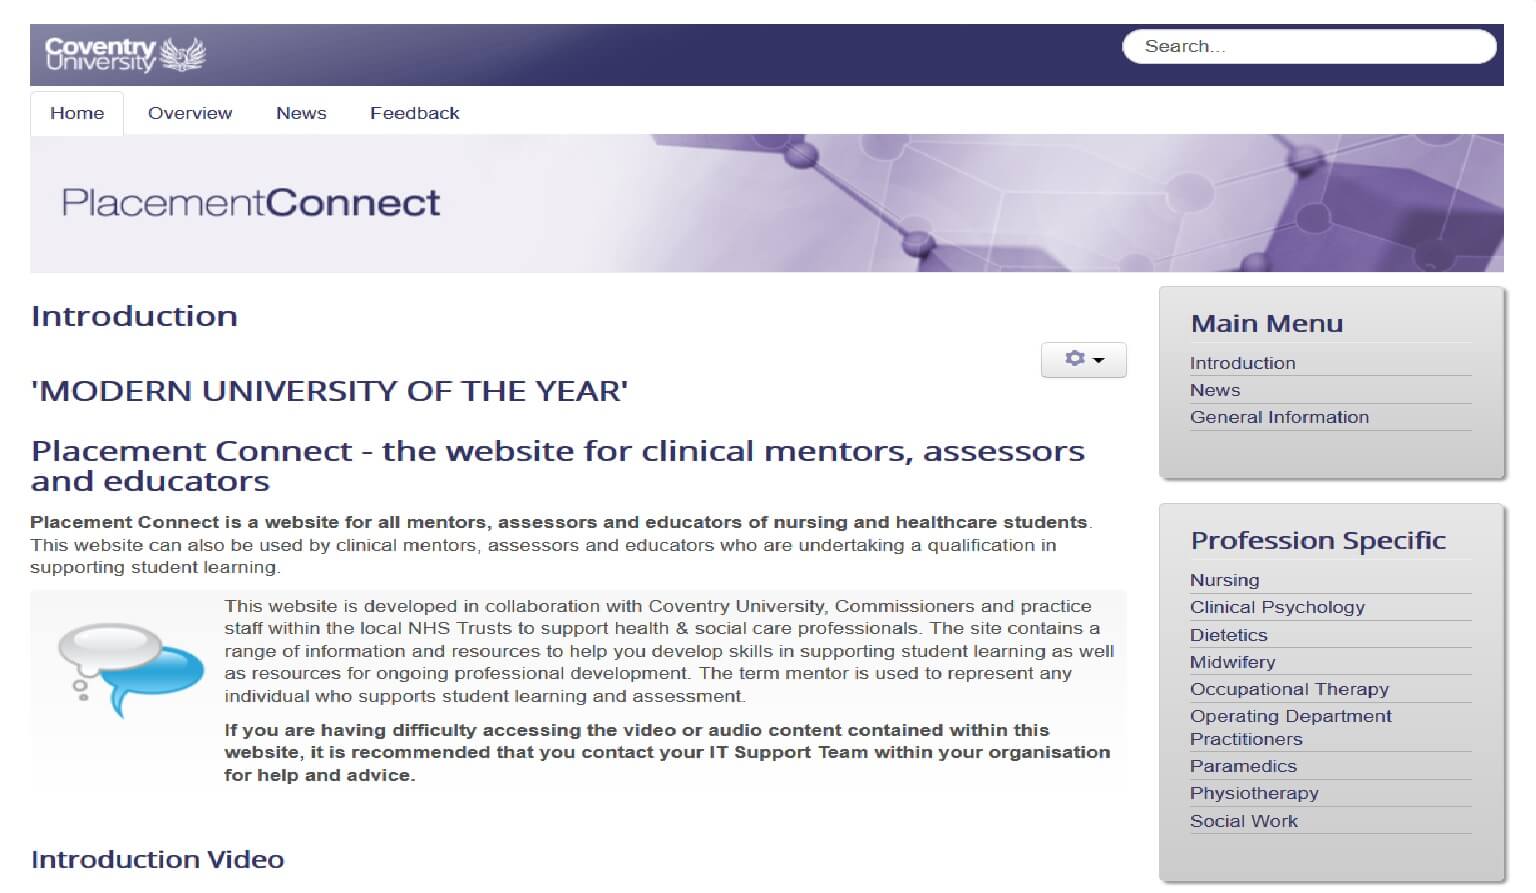 Coventry
University
Search...
Home
Overview
News
Feedback
PlacementConnect
Introduction
'MODERN UNIVERSITY OF THE YEAR'
Placement Connect - the website for clinical mentors, assessors
and educators
Placement Connect is a website for all mentors, assessors and educators of nursing and healthcare students.
This website can also be used by clinical mentors, assessors and educators who are undertaking a qualification in
supporting student learning.
This website is developed in collaboration with Coventry University, Commissioners and practice
staff within the local NHS Trusts to support health & social care professionals. The site contains a
range of information and resources to help you develop skills in supporting student learning as well
as resources for ongoing professional development. The term mentor is used to represent any
individual who supports student learning and assessment.
If you are having difficulty accessing the video or audio content contained within this
website, it is recommended that you contact your IT Support Team within your organisation
for help and advice.
Introduction Video
Main Menu
Introduction
News
General Information
Profession Specific
Nursing
Clinical Psychology
Dietetics
Midwifery
Occupational Therapy
Operating Department
Practitioners
Paramedics
Physiotherapy
Social Work